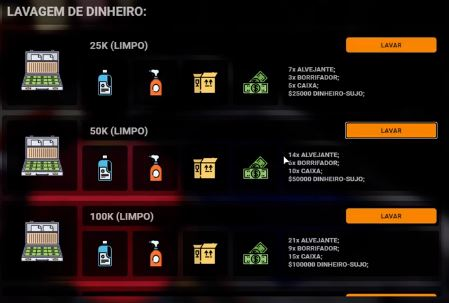 LAVAGEM DE DINHEIRO:
25K (LIMPO)
LAVAR
7x ALVEJANTE;
3x BORRIFADOR;
5x CAIXA;
$25000 DINHEIRO-SUJO;
50K (LIMPO)
LAVAR
14x ALVEJANTE;
6x BORRIFADOR;
10x CAIXA;
$50000 DINHEIRO-SUJO;
100K (LIMPO)
LAVAR
21x ALVEJANTE;
9x BORRIFADOR;
15x CAIXA;
$100000 DINHEIRO-SUJO;